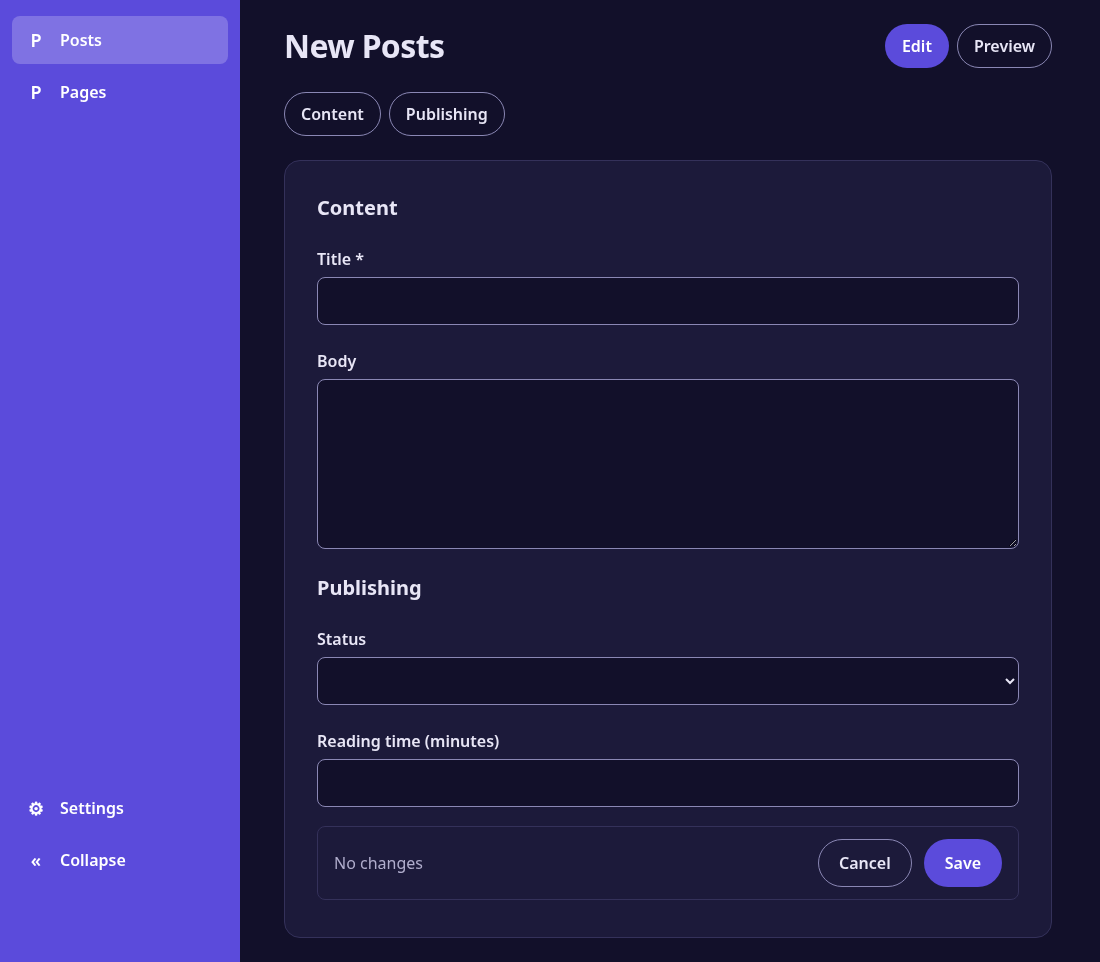 P Posts
P Pages
⚙ Settings
« Collapse
New Posts
Edit Preview
Content Publishing
Content
Title *
Body
Publishing
Status
Reading time (minutes)
No changes
Cancel Save